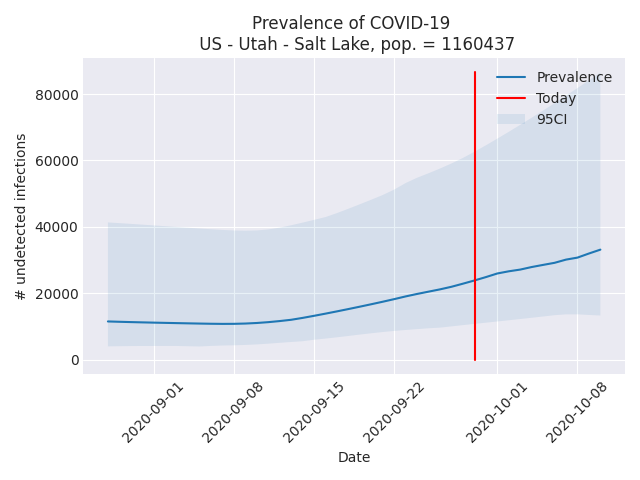 Prevalence of COVID-19
US - Utah - Salt Lake, pop. = 1160437
Prevalence
Today
95CI
80000
60000
40000
20000
0
# undetected infections
2020-09-01
2020-09-08
2020-09-15
2020-09-22
2020-10-01
2020-10-08
Date